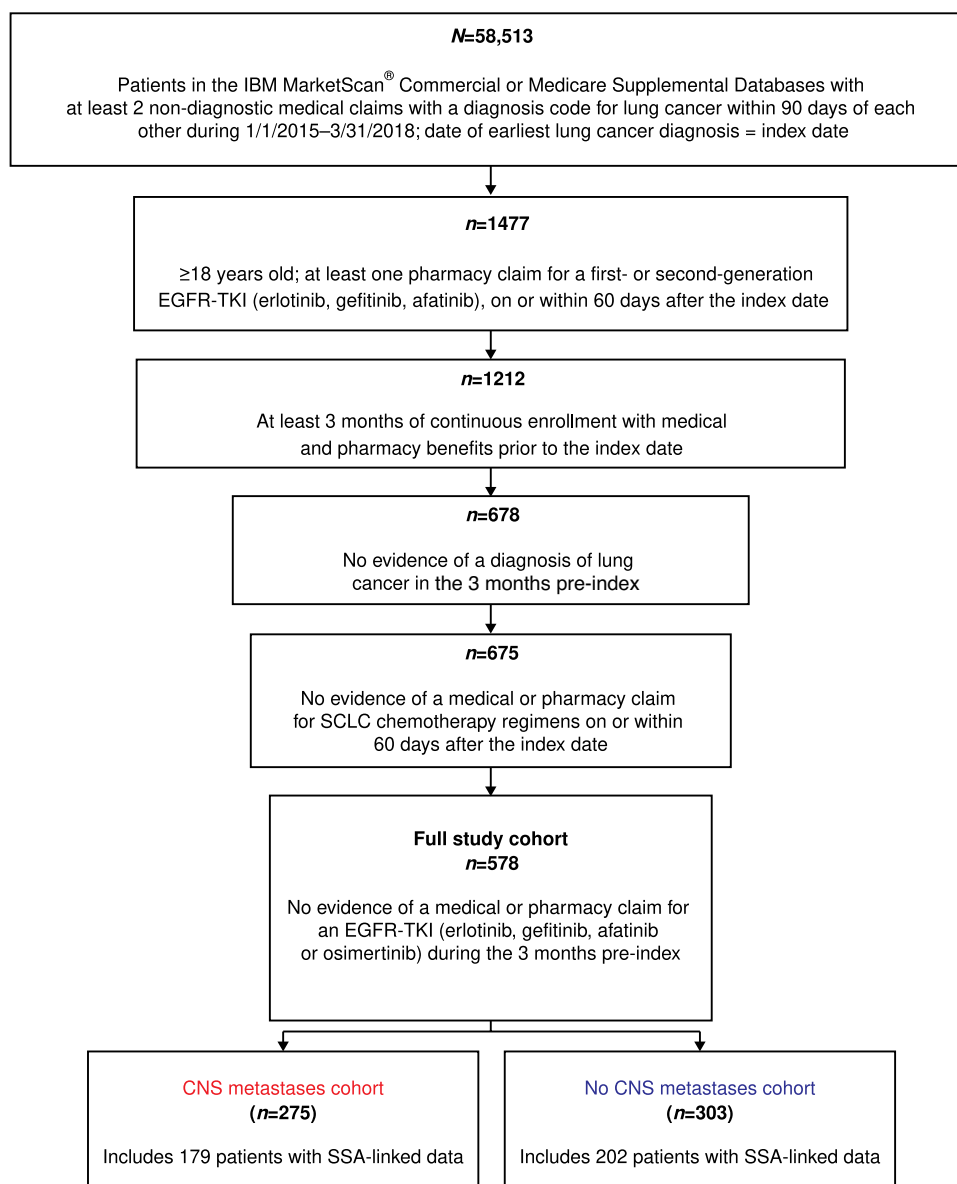 N=58,513
Patients in the IBM MarketScan® Commercial or Medicare Supplemental Databases with
at least 2 non-diagnostic medical claims with a diagnosis code for lung cancer within 90 days of each
other during 1/1/2015–3/31/2018; date of earliest lung cancer diagnosis = index date
n=1477
≥18 years old; at least one pharmacy claim for a first- or second-generation
EGFR-TKI (erlotinib, gefitinib, afatinib), on or within 60 days after the index date
n=1212
At least 3 months of continuous enrollment with medical
and pharmacy benefits prior to the index date
n=678
No evidence of a diagnosis of lung
cancer in the 3 months pre-index
n=675
No evidence of a medical or pharmacy claim
for SCLC chemotherapy regimens on or within
60 days after the index date
Full study cohort
n=578
No evidence of a medical or pharmacy claim for
an EGFR-TKI (erlotinib, gefitinib, afatinib
or osimertinib) during the 3 months pre-index
CNS metastases cohort
(n=275)
Includes 179 patients with SSA-linked data
No CNS metastases cohort
(n=303)
Includes 202 patients with SSA-linked data